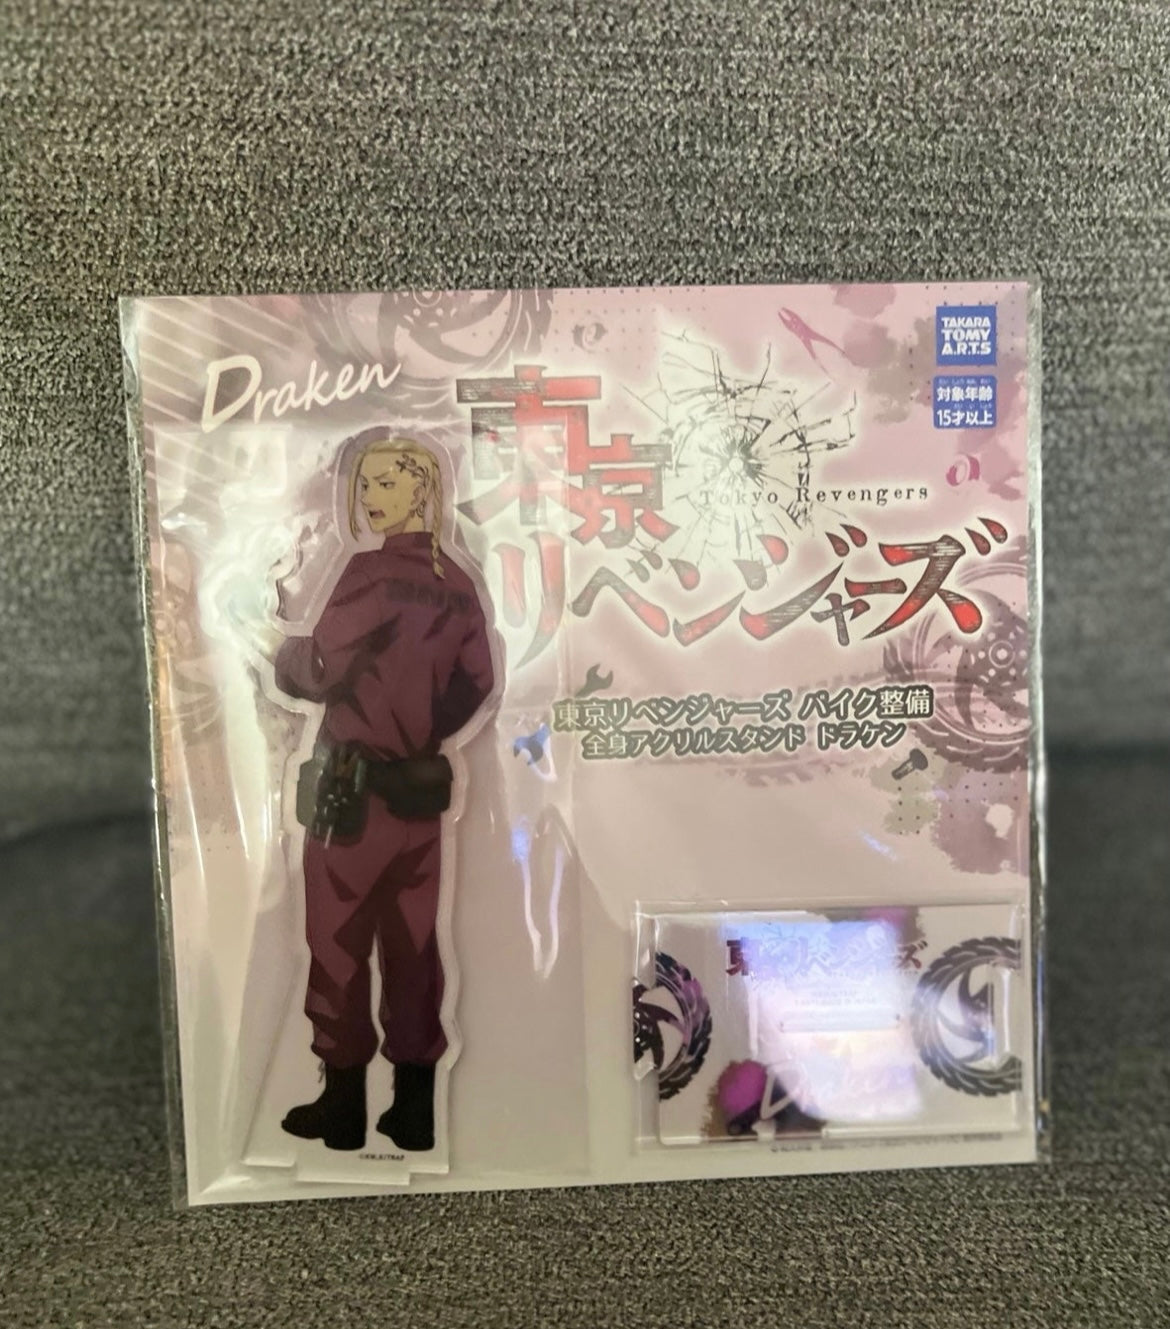 Draken
TAKARA
TOMY
A.R.T.S
対象年齢
15才以上
東京
Tokyo Revengers
リベンジャーズ
東京リベンジャーズ バイク整備
全身アクリルスタンド ドラケン
Draken